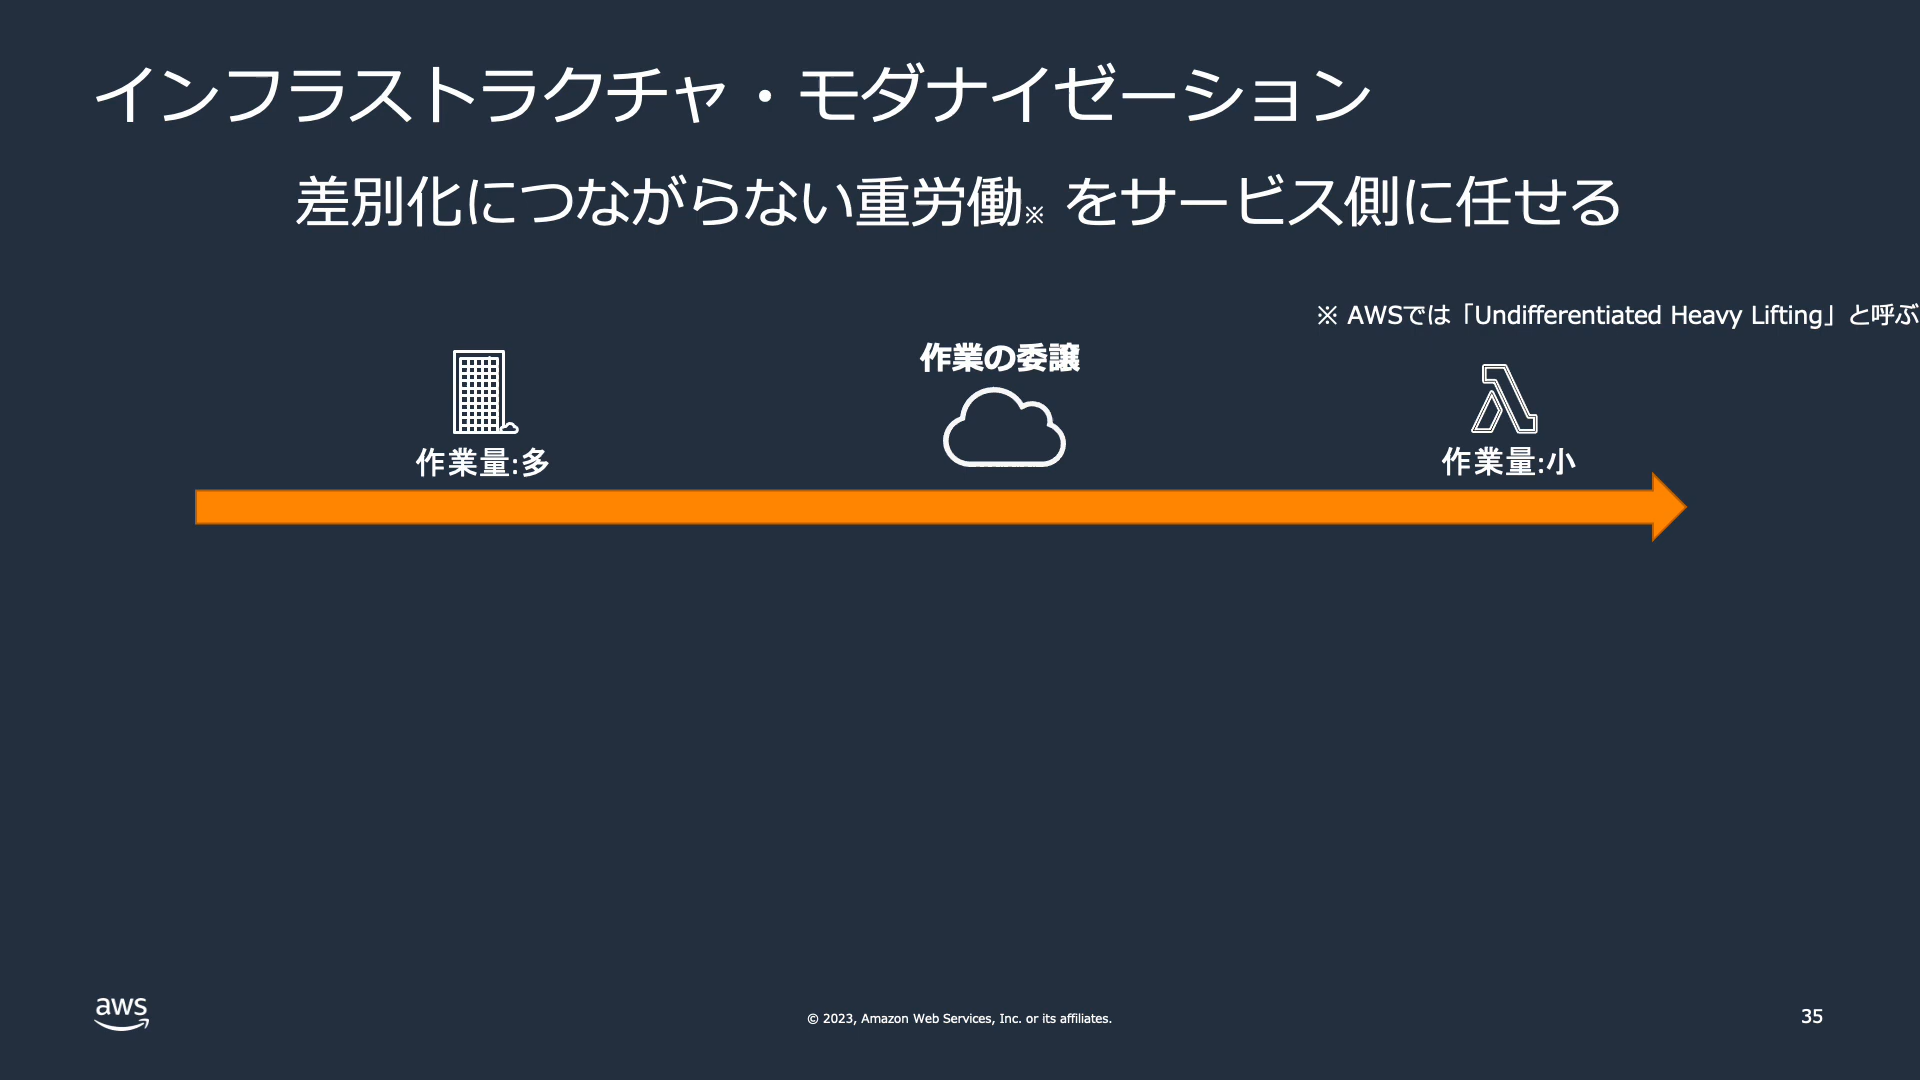 インフラストラクチャ・モダナイゼーション
差別化につながらない重労働※ をサービス側に任せる
※ AWSでは「Undifferentiated Heavy Lifting」と呼ぶ
作業の委譲
作業量:多
作業量:小
aws
© 2023, Amazon Web Services, Inc. or its affiliates.
35